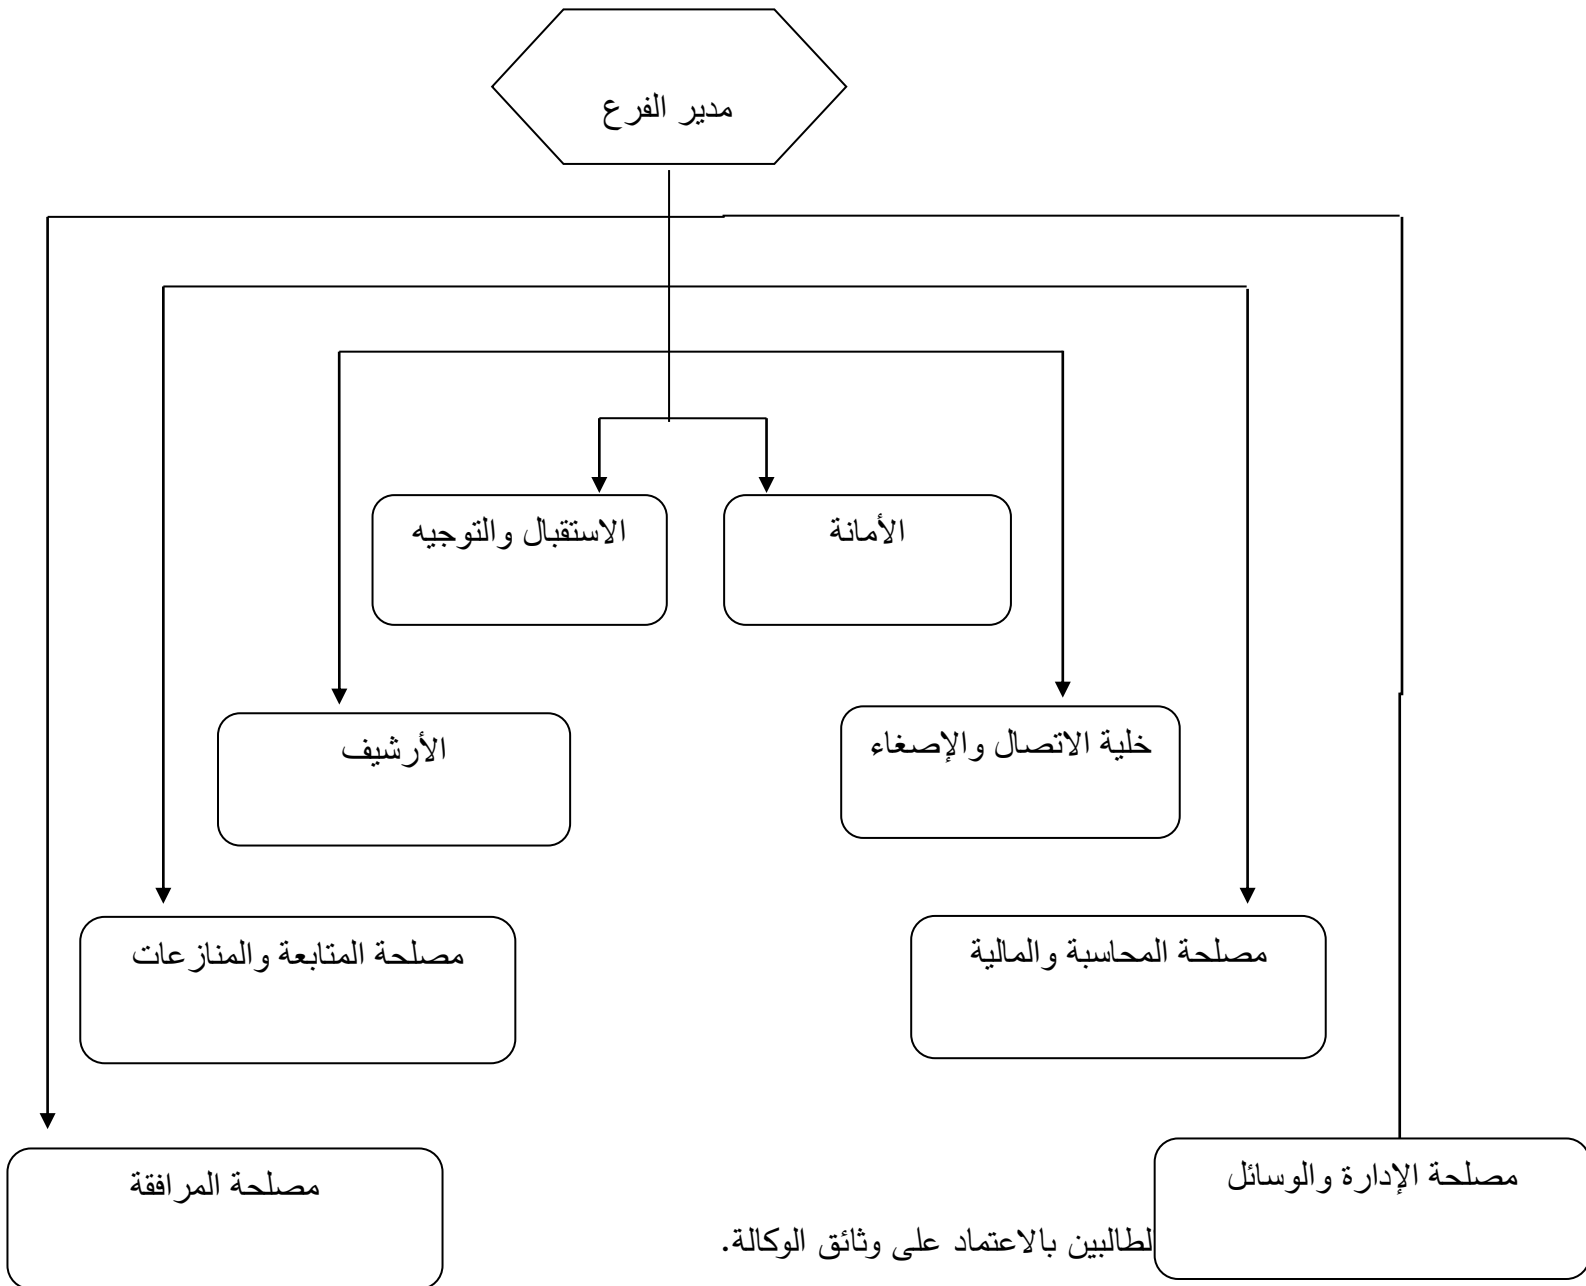 مدير الفرع
الأمانة
الاستقبال والتوجيه
خلية الاتصال والإصغاء
الأرشيف
مصلحة المحاسبة والمالية
مصلحة المتابعة والمنازعات
مصلحة الإدارة والوسائل
مصلحة المرافقة
لطالبين بالاعتماد على وثائق الوكالة.